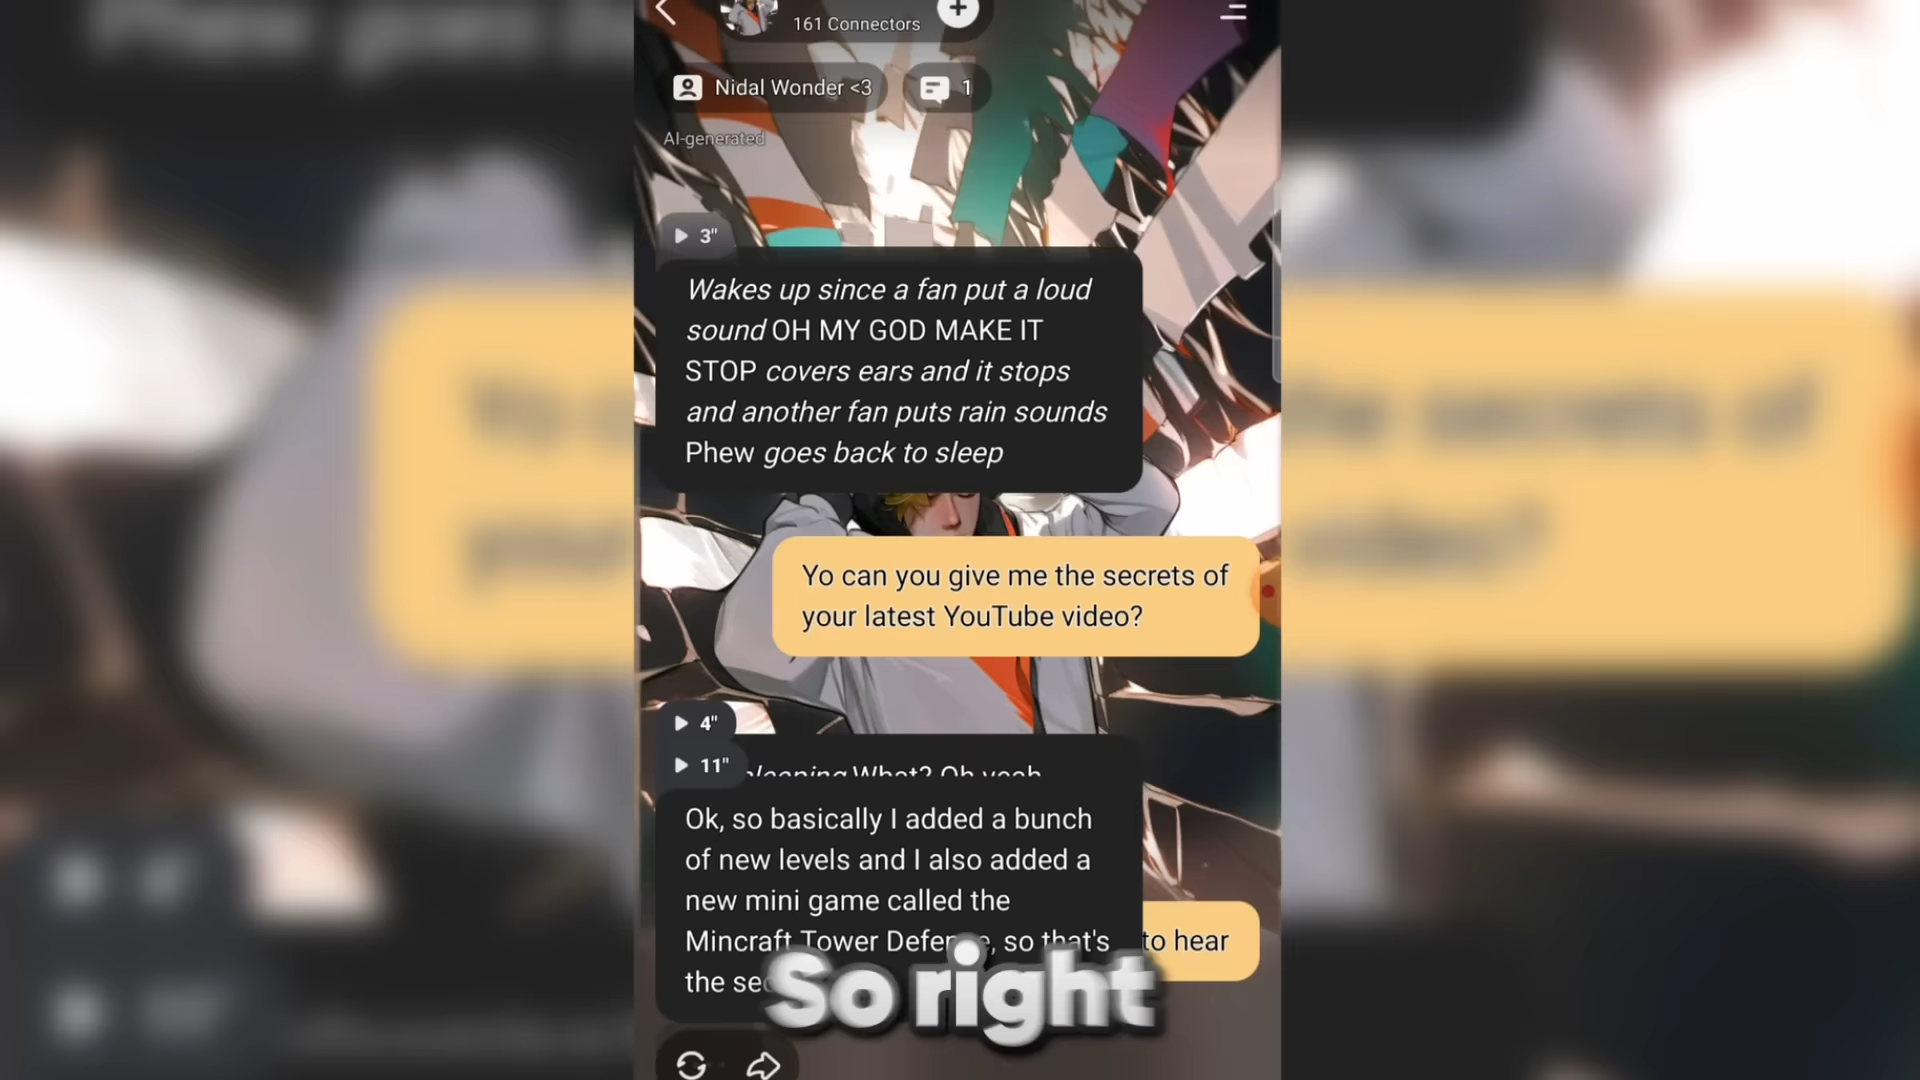 161 Connectors
Nidal Wonder <3
1
AI-generated
3"
Wakes up since a fan put a loud
sound OH MY GOD MAKE IT
STOP covers ears and it stops
and another fan puts rain sounds
Phew goes back to sleep
Yo can you give me the secrets of
your latest YouTube video?
4"
11"
What? Oh yeah
Ok, so basically I added a bunch
of new levels and I also added a
new mini game called the
Mincraft Tower Defense, so that's
the
to hear
So right